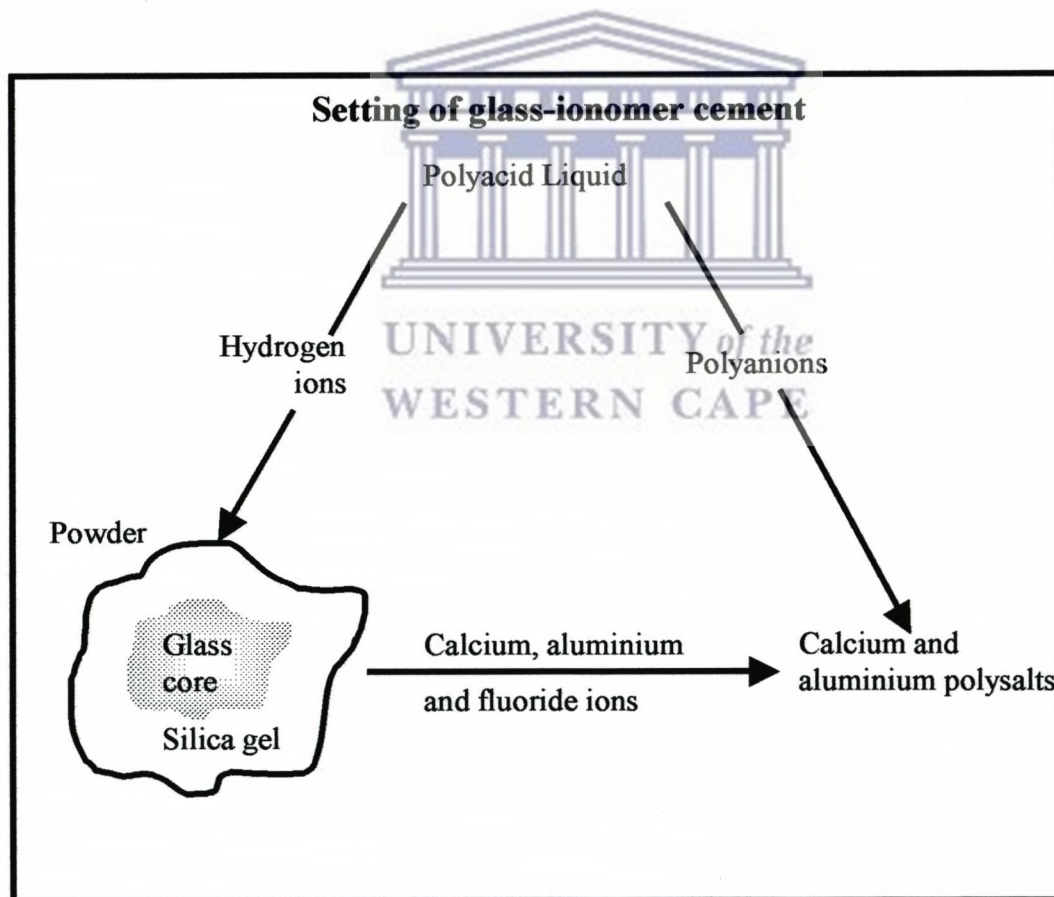 Setting of glass-ionomer cement
Polyacid Liquid
UNIVERSITY of the
WESTERN CAPE
Hydrogen
ions
Polyanions
Powder
Glass
core
Silica gel
Calcium, aluminium
and fluoride ions
Calcium and
aluminium polysalts